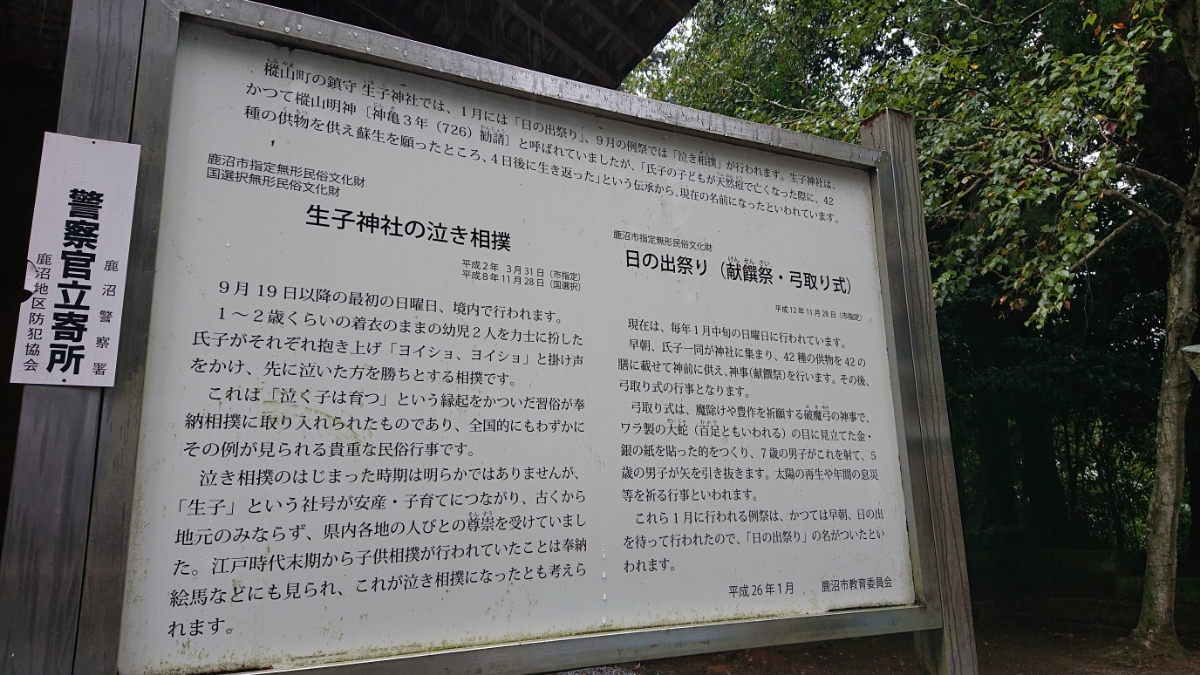 樅山町の鎮守 生子神社では、1月には「日の出祭り」、9月の例祭では「泣き相撲」が行われます。生子神社は、
かつて樅山明神〔神亀3年（726）勧請〕と呼ばれていましたが、「氏子の子どもが天然痘で亡くなった際に、42
種の供物を供え蘇生を願ったところ、4日後に生き返った」という伝承から、現在の名前になったといわれています。
鹿沼市指定無形民俗文化財
国選択無形民俗文化財
生子神社の泣き相撲
平成2年 3月31日（市指定）
平成8年11月28日（国選択）
9月19日以降の最初の日曜日、境内で行われます。
1～2歳くらいの着衣のままの幼児2人を力士に扮した
氏子がそれぞれ抱き上げ「ヨイショ、ヨイショ」と掛け声
をかけ、先に泣いた方を勝ちとする相撲です。
これは「泣く子は育つ」という縁起をかついだ習俗が奉
納相撲に取り入れられたものであり、全国的にもわずかに
その例が見られる貴重な民俗行事です。
泣き相撲のはじまった時期は明らかではありませんが、
「生子」という社号が安産・子育てにつながり、古くから
地元のみならず、県内各地の人びとの尊崇を受けていまし
た。江戸時代末期から子供相撲が行われていたことは奉納
絵馬などにも見られ、これが泣き相撲になったとも考えら
れます。
鹿沼市指定無形民俗文化財
日の出祭り（献饌祭・弓取り式）
平成12年11月28日（市指定）
現在は、毎年1月中旬の日曜日に行われています。
早朝、氏子一同が神社に集まり、42種の供物を42の
膳に載せて神前に供え、神事(献饌祭)を行います。その後、
弓取り式の行事となります。
弓取り式は、魔除けや豊作を祈願する破魔弓の神事で、
ワラ製の大蛇（百足ともいわれる）の目に見立てた金・
銀の紙を貼った的をつくり、7歳の男子がこれを射て、5
歳の男子が矢を引き抜きます。太陽の再生や年間の息災
等を祈る行事といわれます。
これら1月に行われる例祭は、かつては早朝、日の出
を待って行われたので、「日の出祭り」の名がついたとい
われます。
平成26年1月 鹿沼市教育委員会
警察官立寄所
鹿沼警察署
鹿沼地区防犯協会